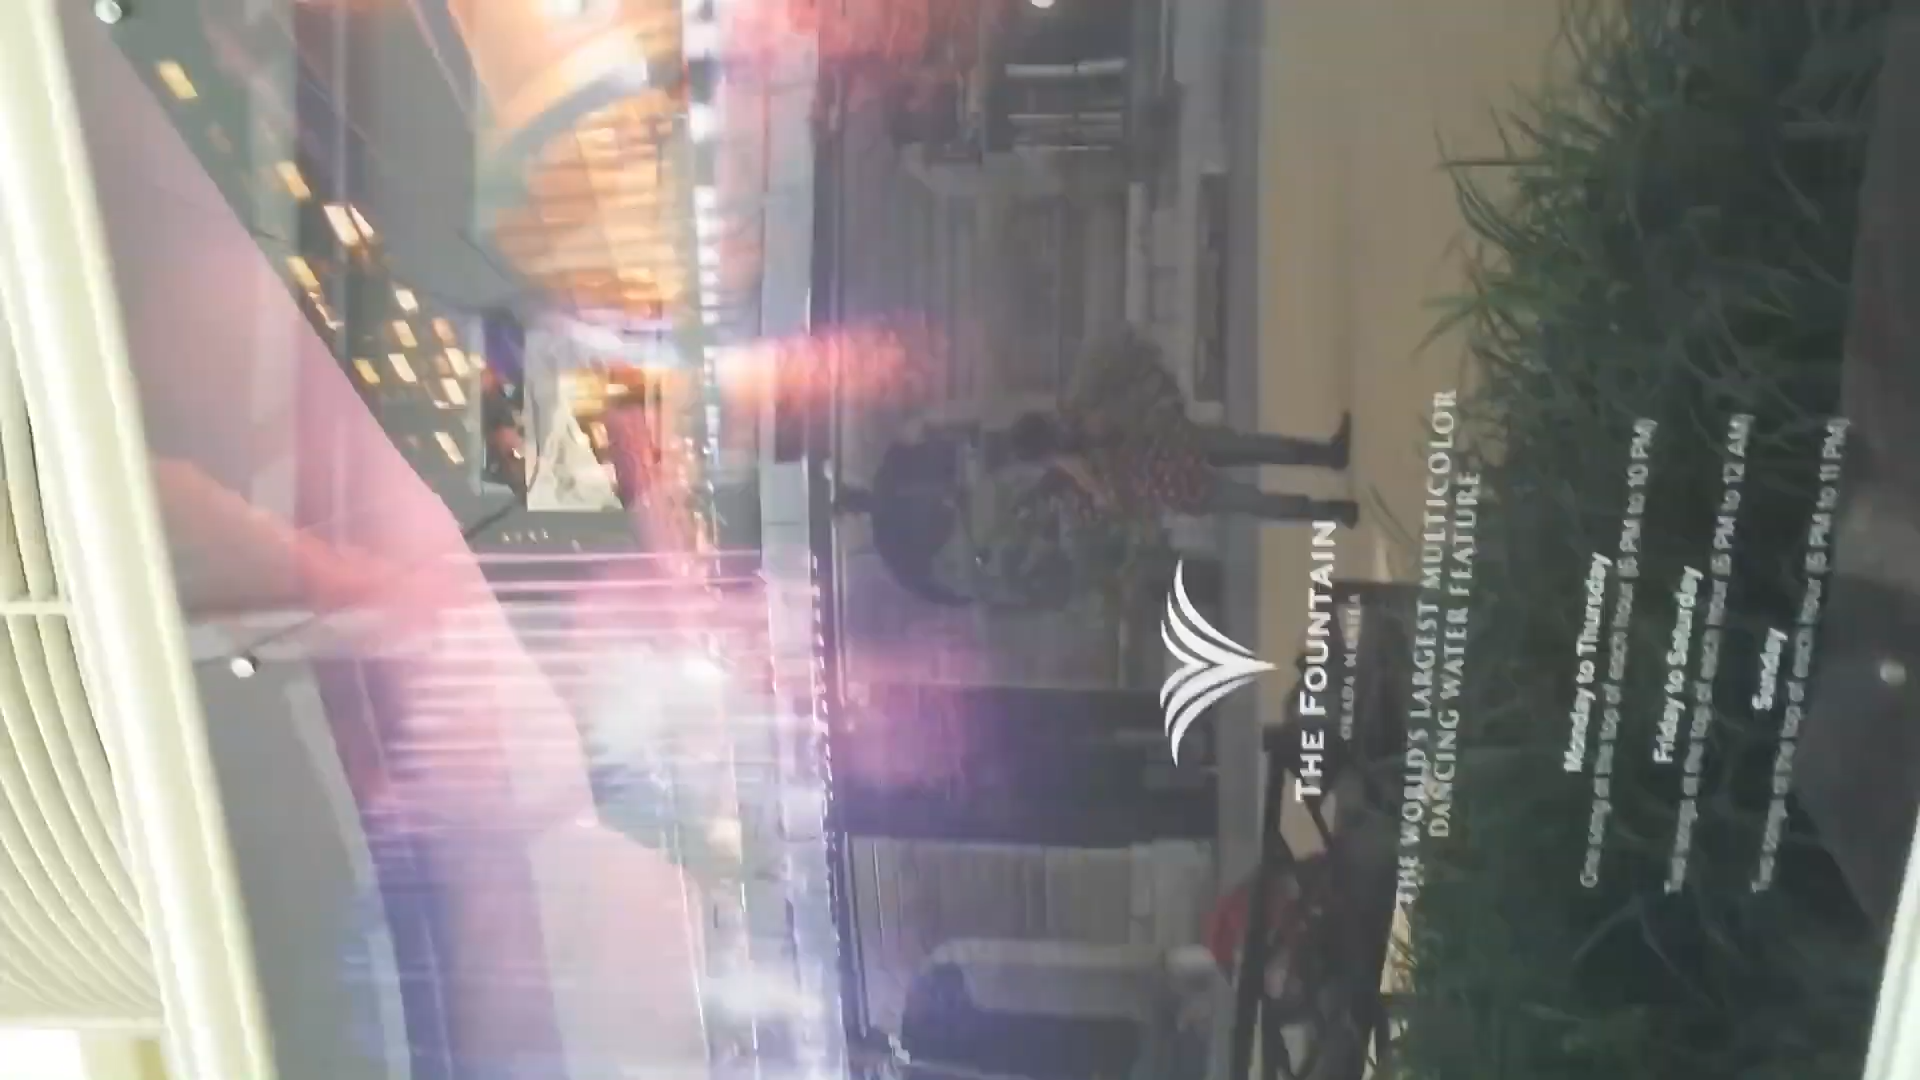 THE FOUNTAIN
OKADA MANILA
THE WORLD'S LARGEST MULTICOLOR
DANCING WATER FEATURE
Monday to Thursday
One song at the top of each hour (6 PM to 10 PM)
Friday to Saturday
Two songs at the top of each hour (6 PM to 12 AM)
Sunday
Two songs at the top of each hour (6 PM to 11 PM)